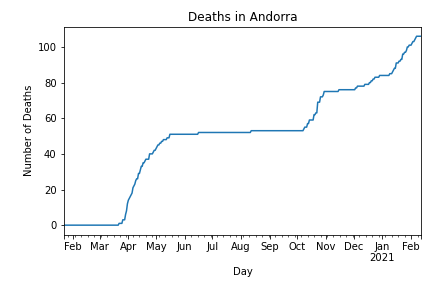 Deaths in Andorra
Number of Deaths
100
80
60
40
20
0
Feb Mar Apr May Jun Jul Aug Sep Oct Nov Dec Jan Feb
2021
Day